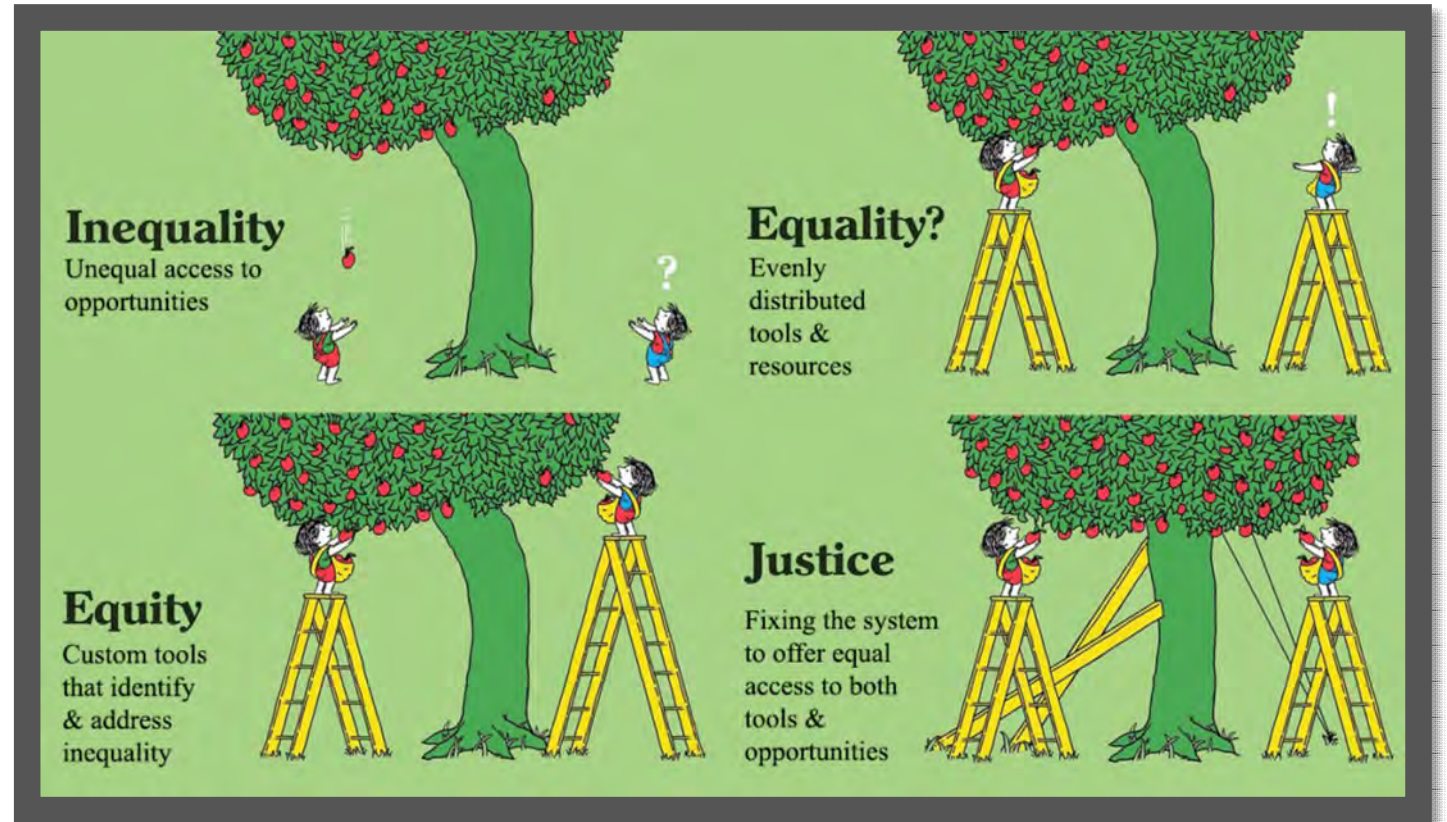 Inequality
Unequal access to
opportunities
?
Equality?
Evenly
distributed
tools &
resources
!
Equity
Custom tools
that identify
& address
inequality
Justice
Fixing the system
to offer equal
access to both
tools &
opportunities